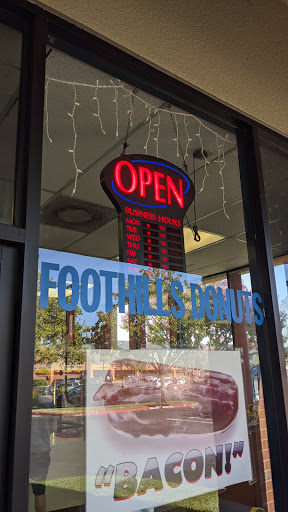 OPEN
BUSINESS HOURS
MON
TUE
WED
THU
FRI
SAT
FOOTHILLS DONUTS
"BACON!"